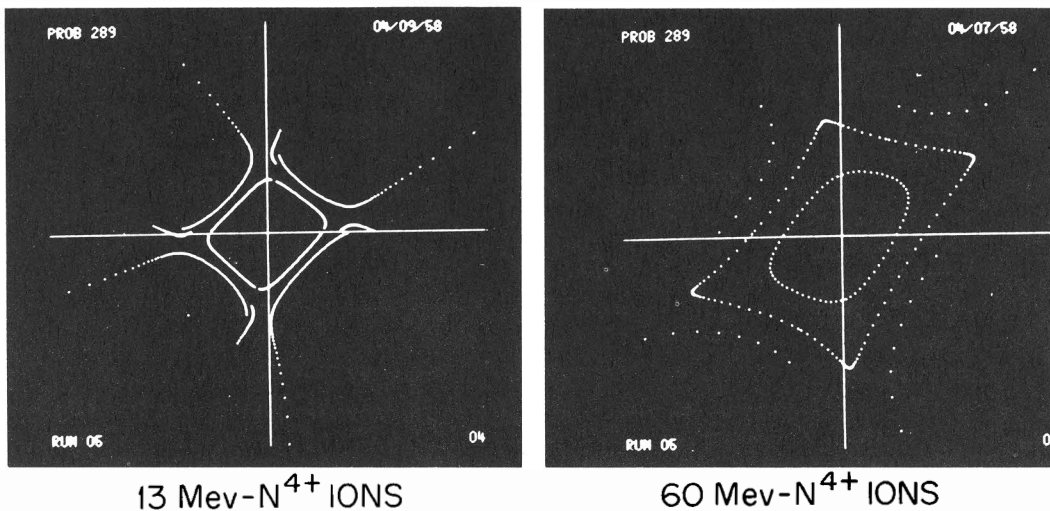 PROB 289
04/09/58
RUN 05
04
13 Mev-N⁴⁺ IONS
PROB 289
04/07/58
RUN 05
0
60 Mev-N⁴⁺ IONS